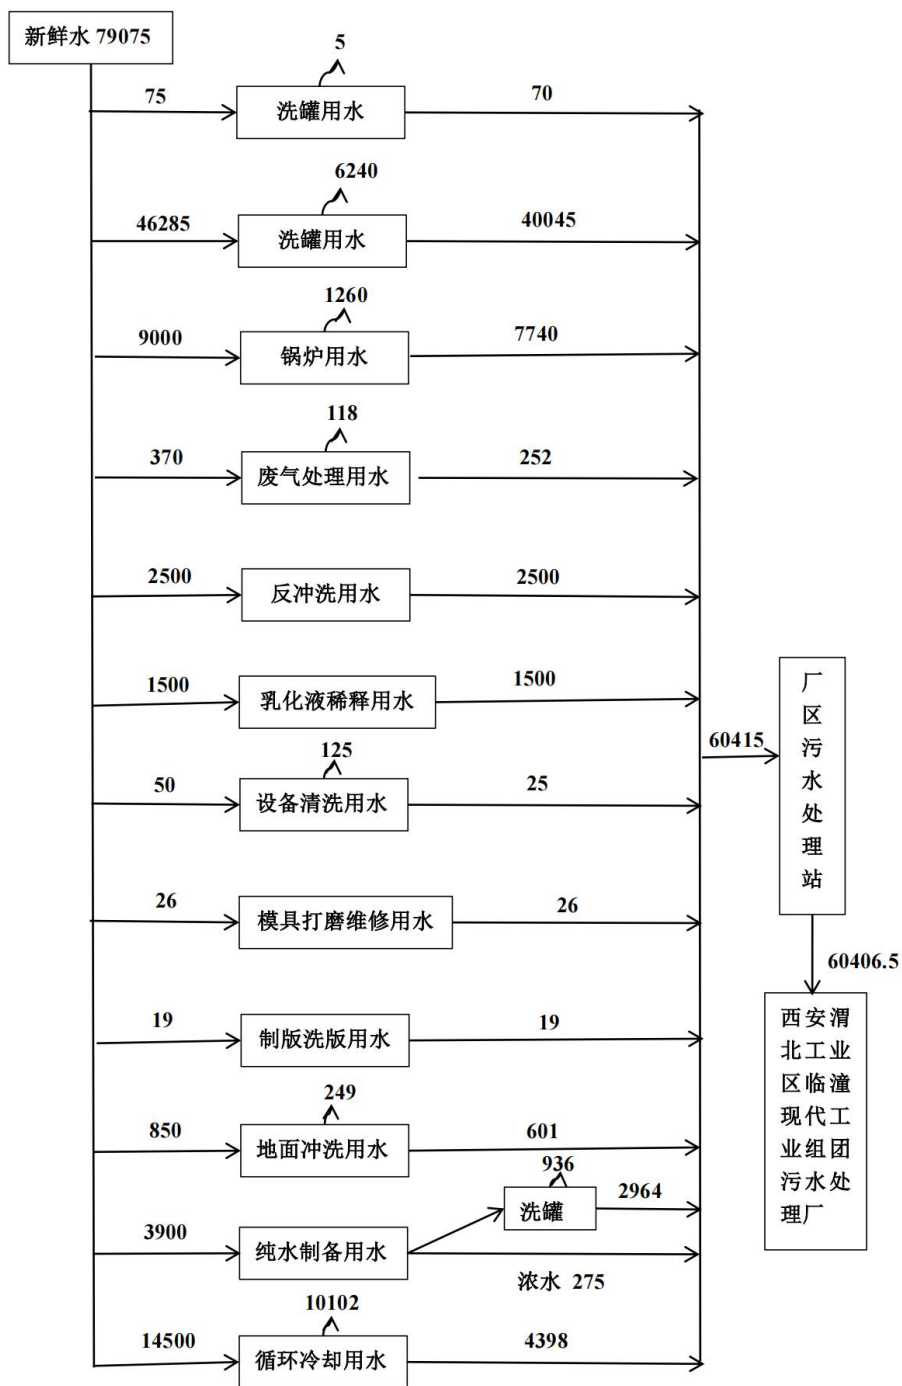 新鲜水 79075
5
75
洗罐用水
70
6240
46285
洗罐用水
40045
1260
9000
锅炉用水
7740
118
370
废气处理用水
252
2500
反冲洗用水
2500
1500
乳化液稀释用水
1500
125
50
设备清洗用水
25
26
模具打磨维修用水
26
19
制版洗版用水
19
249
850
地面冲洗用水
601
936
洗罐
2964
3900
纯水制备用水
浓水 275
10102
14500
循环冷却用水
4398
60415
厂
区
污
水
处
理
站
60406.5
西安渭
北工业
区临潼
现代工
业组团
污水处
理厂